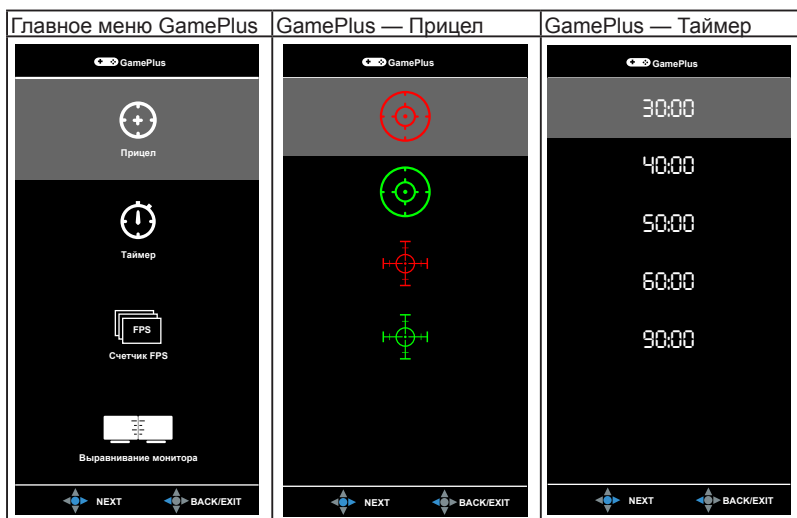 Главное меню GamePlus
GamePlus
Прицел
Таймер
FPS
Счетчик FPS
Выравнивание монитора
NEXT BACK/EXIT
GamePlus — Прицел
GamePlus
NEXT BACK/EXIT
GamePlus — Таймер
GamePlus
30:00
40:00
50:00
60:00
90:00
NEXT BACK/EXIT